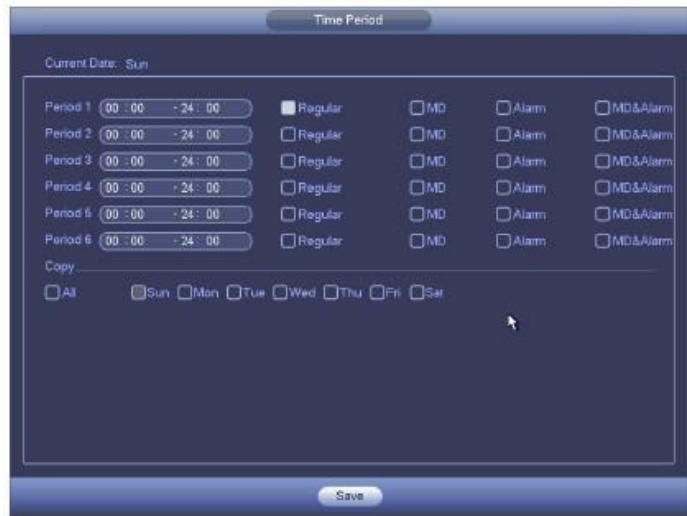 Time Period
Current Date: Sun
Period 1 00 : 00 - 24 : 00 Regular MD Alarm MD&Alarm
Period 2 00 : 00 - 24 : 00 Regular MD Alarm MD&Alarm
Period 3 00 : 00 - 24 : 00 Regular MD Alarm MD&Alarm
Period 4 00 : 00 - 24 : 00 Regular MD Alarm MD&Alarm
Period 5 00 : 00 - 24 : 00 Regular MD Alarm MD&Alarm
Period 6 00 : 00 - 24 : 00 Regular MD Alarm MD&Alarm
Copy
All Sun Mon Tue Wed Thu Fri Sat
Save